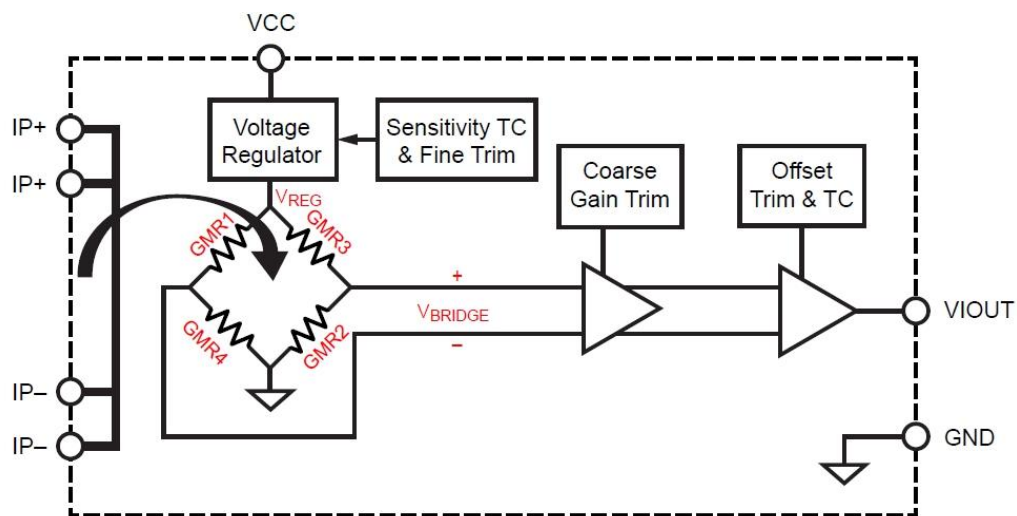 VCC
IP+
IP+
Voltage
Regulator
Sensitivity TC
& Fine Trim
Coarse
Gain Trim
Offset
Trim & TC
VREG
GMR1
GMR3
GMR4
GMR2
+
VBRIDGE
–
VIOUT
IP–
IP–
GND